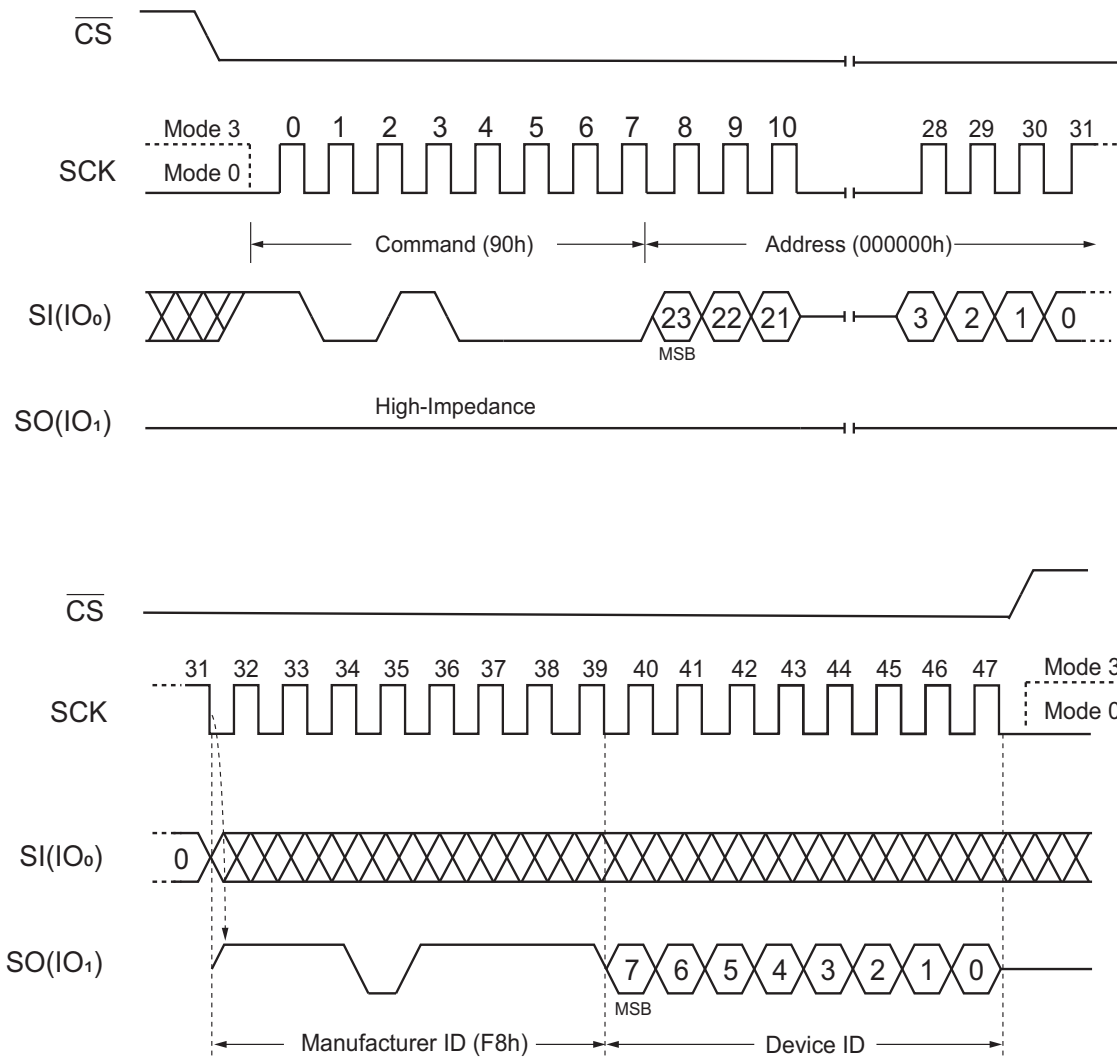 CS
Mode 3
0 1 2 3 4 5 6 7 8 9 10 28 29 30 31
SCK
Mode 0
Command (90h)
Address (000000h)
SI(IO₀)
23 22 21 3 2 1 0
MSB
High-Impedance
SO(IO₁)
CS
31 32 33 34 35 36 37 38 39 40 41 42 43 44 45 46 47
Mode 3
SCK
Mode 0
SI(IO₀)
0
SO(IO₁)
7 6 5 4 3 2 1 0
MSB
Manufacturer ID (F8h)
Device ID